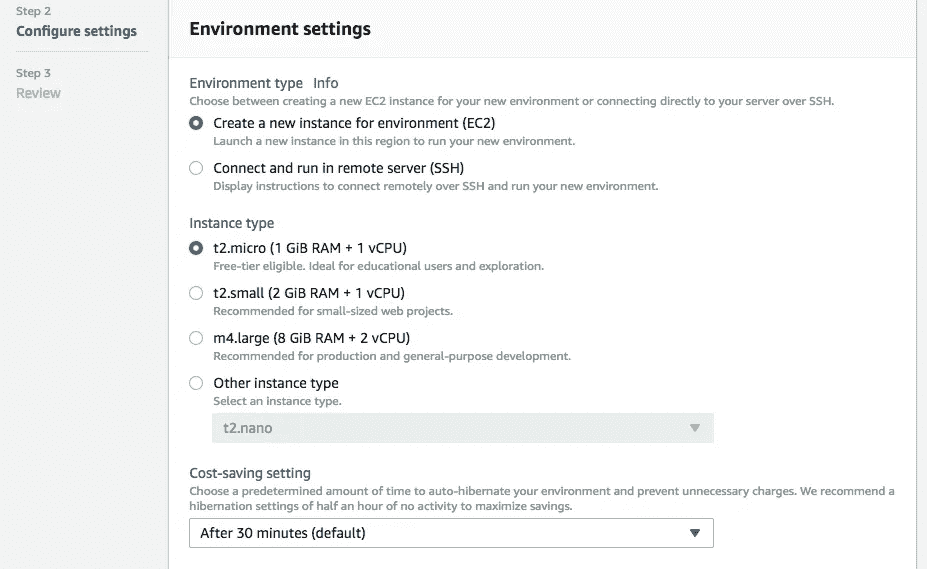 Step 2
Configure settings
Step 3
Review
Environment settings
Environment type Info
Choose between creating a new EC2 instance for your new environment or connecting directly to your server over SSH.
Create a new instance for environment (EC2)
Launch a new instance in this region to run your new environment.
Connect and run in remote server (SSH)
Display instructions to connect remotely over SSH and run your new environment.
Instance type
t2.micro (1 GiB RAM + 1 vCPU)
Free-tier eligible. Ideal for educational users and exploration.
t2.small (2 GiB RAM + 1 vCPU)
Recommended for small-sized web projects.
m4.large (8 GiB RAM + 2 vCPU)
Recommended for production and general-purpose development.
Other instance type
Select an instance type.
t2.nano
Cost-saving setting
Choose a predetermined amount of time to auto-hibernate your environment and prevent unnecessary charges. We recommend a
hibernation settings of half an hour of no activity to maximize savings.
After 30 minutes (default)